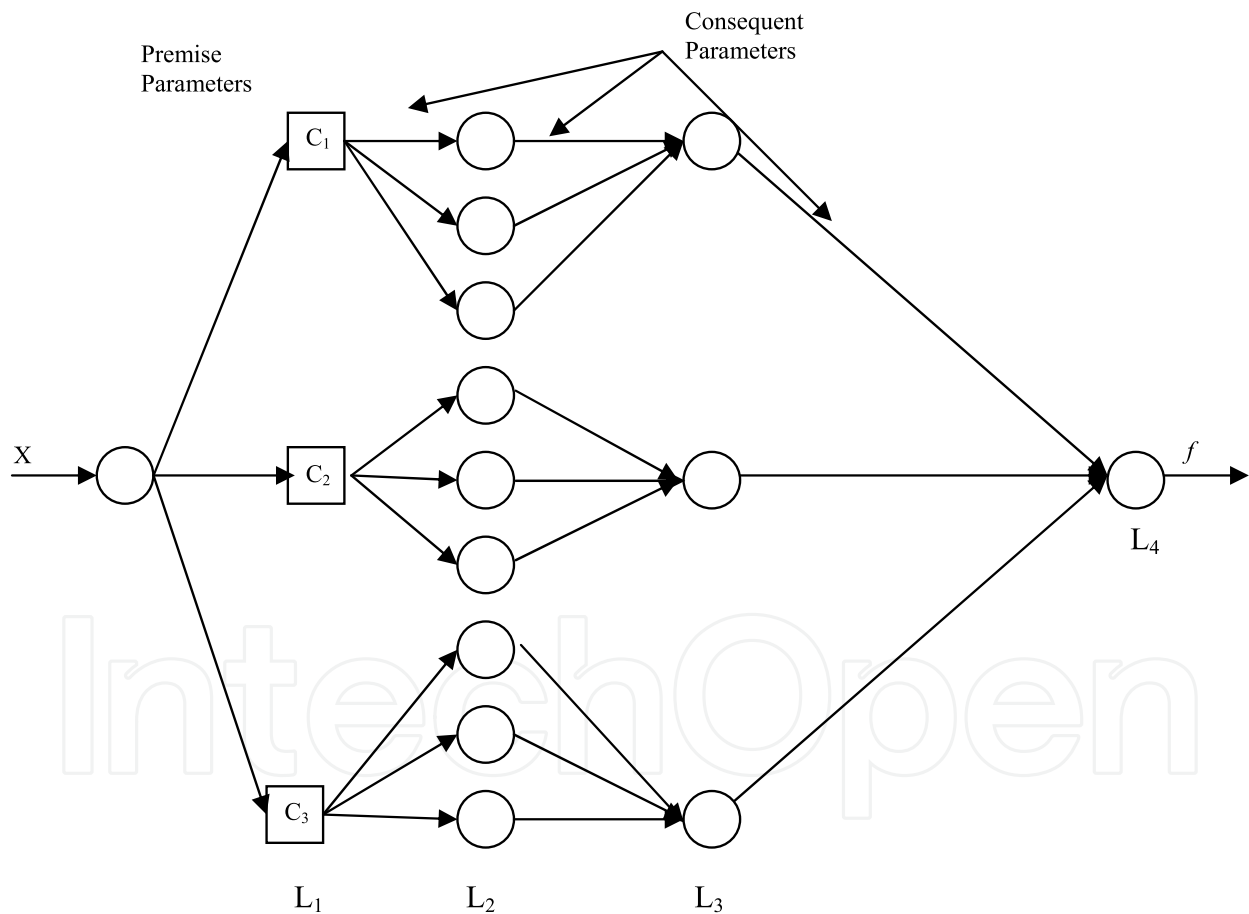 Consequent
Parameters
Premise
Parameters
C₁
X
C₂
f
L₄
IntechOpen
C₃
L₁ L₂ L₃